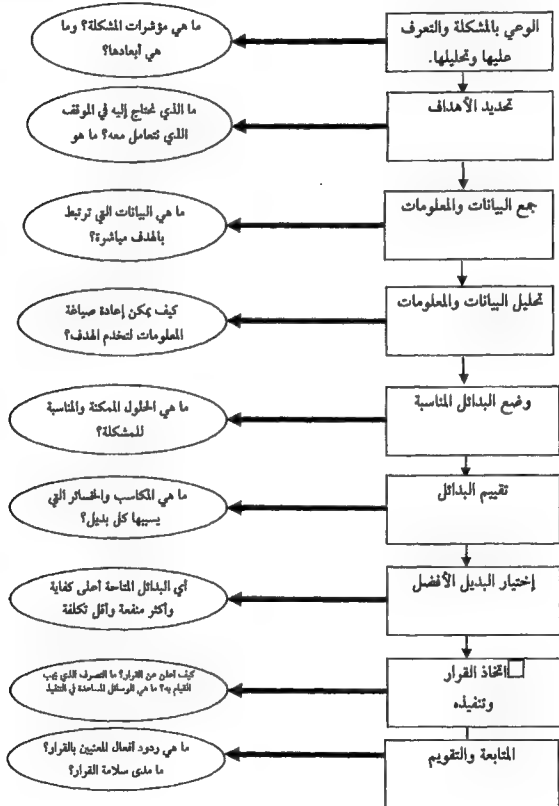 الوعي بالمشكلة والتعرف
عليها وتحليلها.
ما هي مؤشرات المشكلة؟ وما
هي أبعادها؟
تحديد الأهداف
ما الذي نحتاج إليه في الموقف
الذي نتعامل معه؟ ما هو
جمع البيانات والمعلومات
ما هي البيانات التي ترتبط
بالهدف مباشرة؟
تحليل البيانات والمعلومات
كيف يمكن إعادة صياغة
المعلومات لتخدم الهدف؟
وضع البدائل المناسبة
ما هي الحلول الممكنة والمناسبة
للمشكلة؟
تقييم البدائل
ما هي المكاسب والخسائر التي
يسببها كل بديل؟
إختيار البديل الأفضل
أي البدائل المتاحة أعلى كفاية
وأكثر منفعة وأقل تكلفة
اتخاذ القرار
وتنفيذه
كيف أعلن عن القرار؟ ما التصرف الذي يجب
القيام به؟ ما هي الوسائل المساعدة في التنفيذ
المتابعة والتقويم
ما هي ردود أفعال المعنيين بالقرار؟
ما مدى سلامة القرار؟